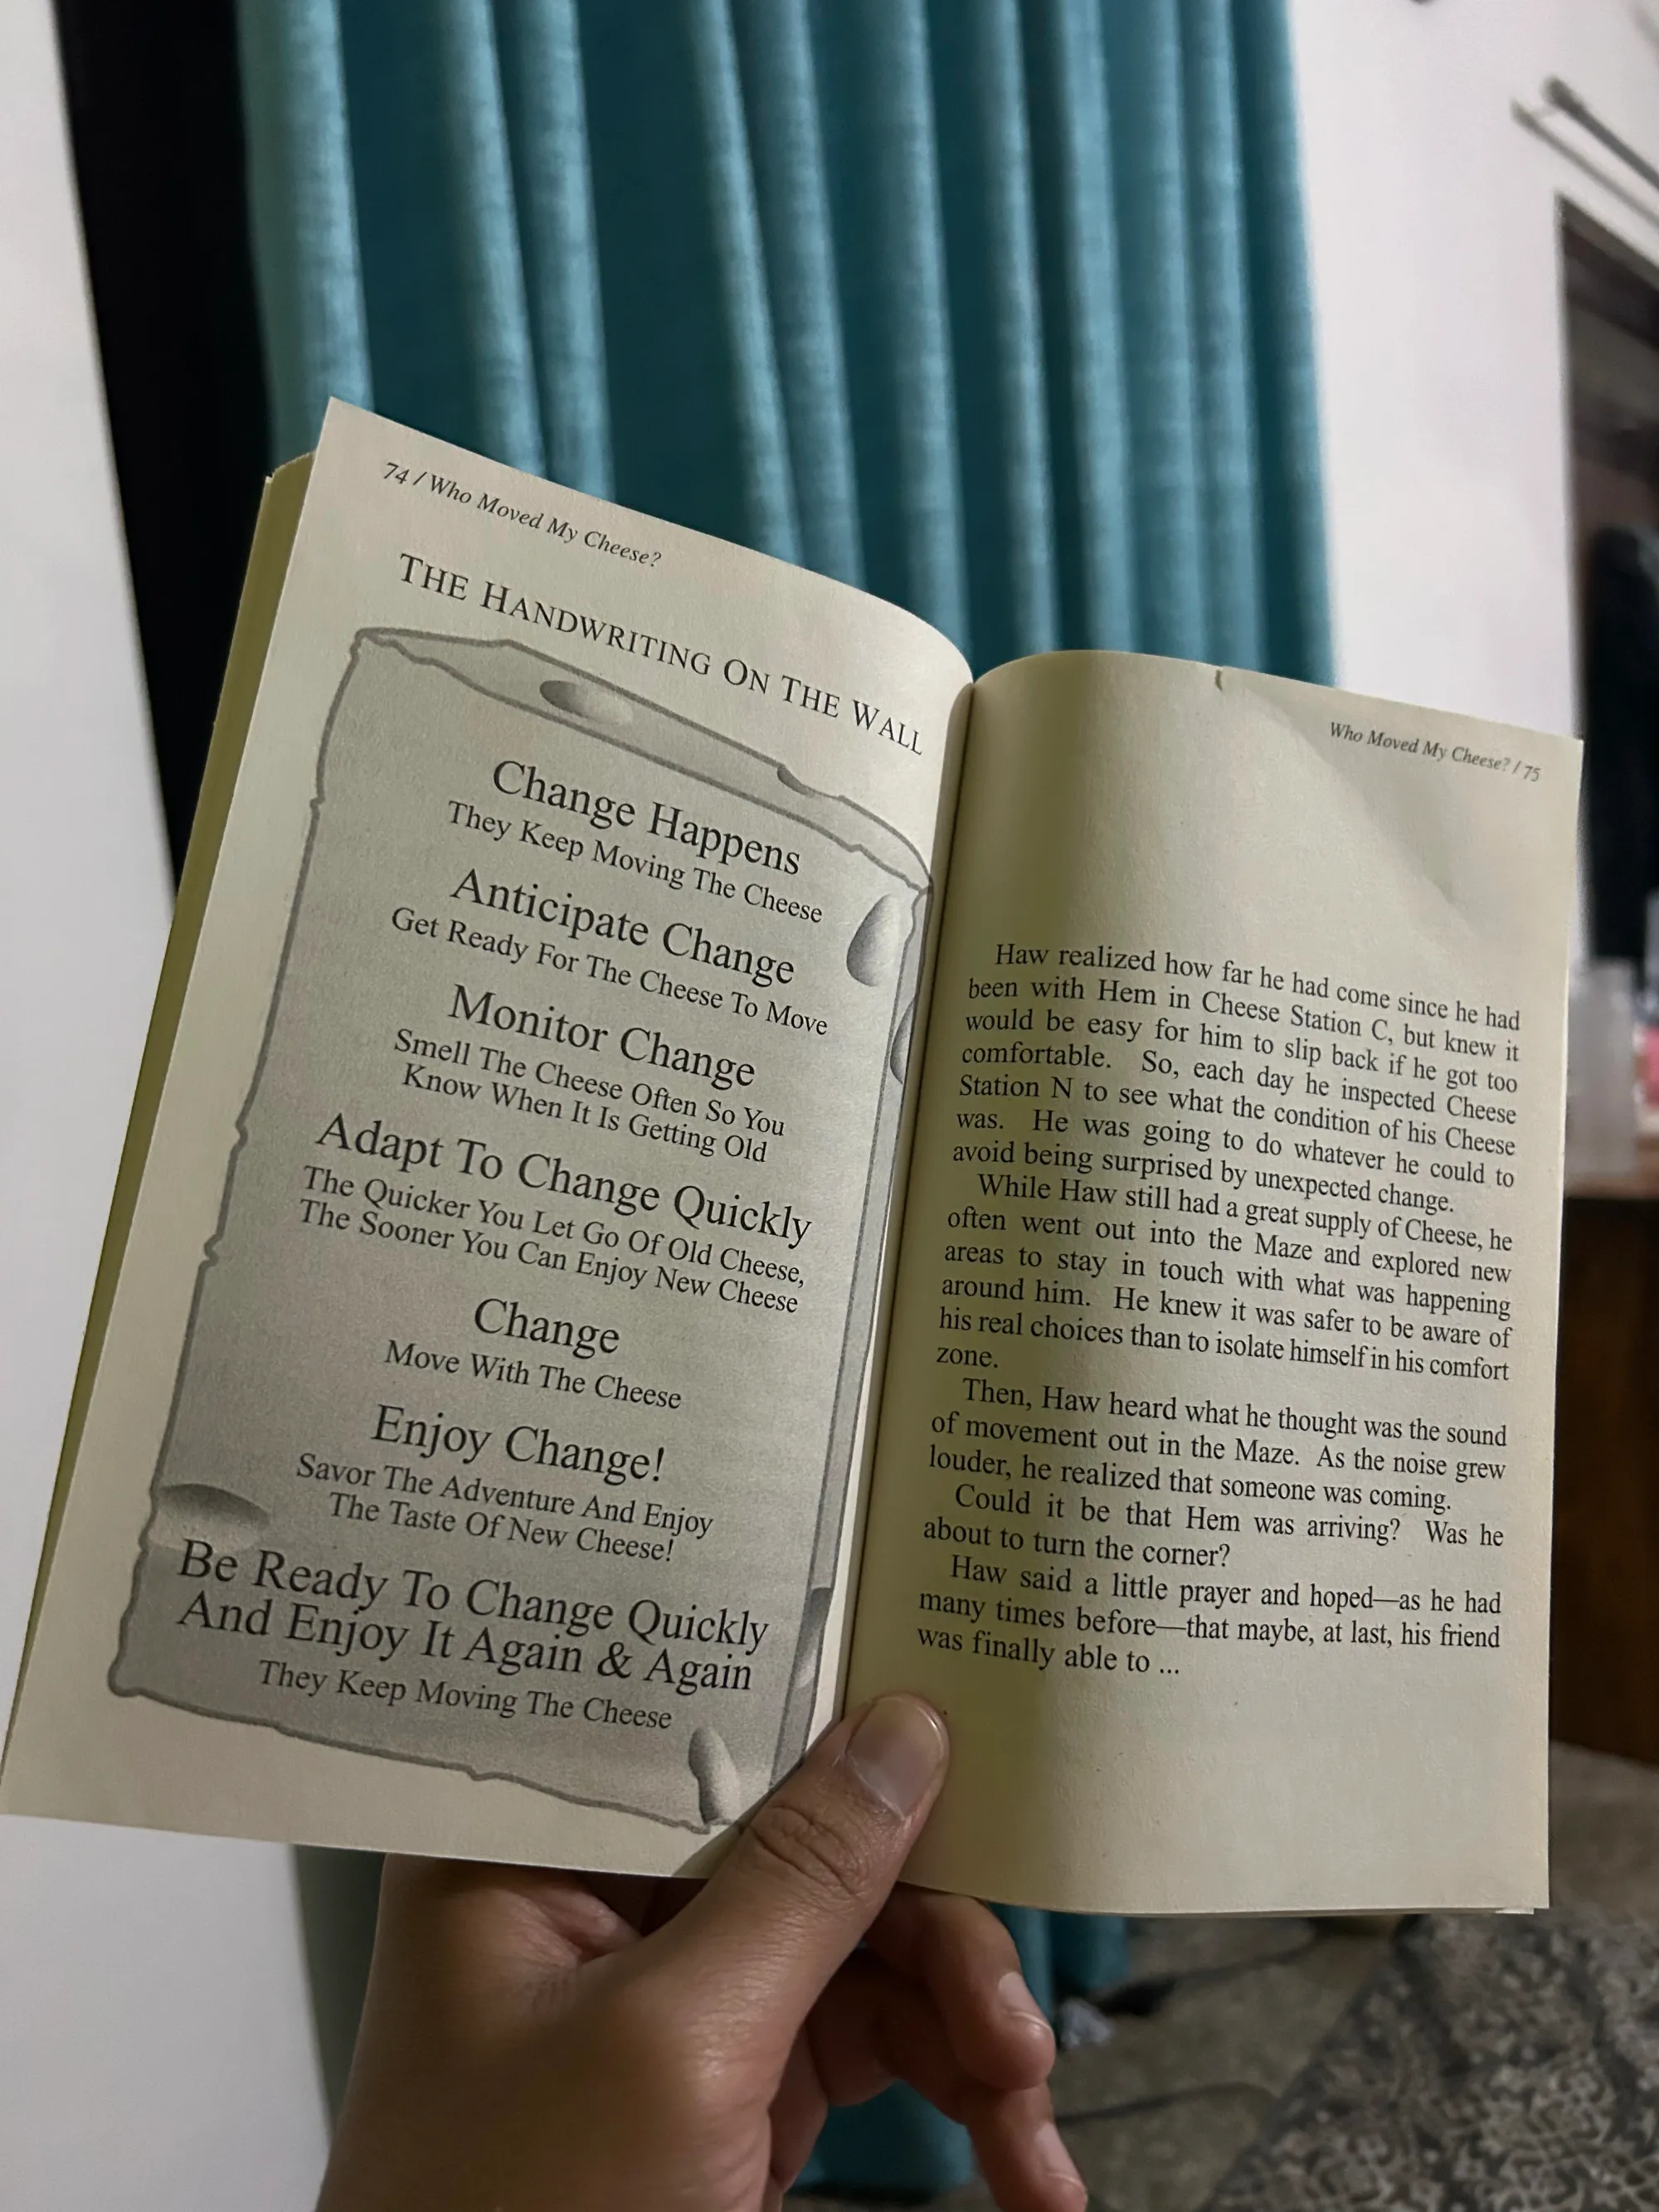 74 / Who Moved My Cheese?
THE HANDWRITING ON THE WALL
Change Happens
They Keep Moving The Cheese
Anticipate Change
Get Ready For The Cheese To Move
Monitor Change
Smell The Cheese Often So You
Know When It Is Getting Old
Adapt To Change Quickly
The Quicker You Let Go Of Old Cheese,
The Sooner You Can Enjoy New Cheese
Change
Move With The Cheese
Enjoy Change!
Savor The Adventure And Enjoy
The Taste Of New Cheese!
Be Ready To Change Quickly
And Enjoy It Again & Again
They Keep Moving The Cheese
Who Moved My Cheese? / 75
Haw realized how far he had come since he had
been with Hem in Cheese Station C, but knew it
would be easy for him to slip back if he got too
comfortable. So, each day he inspected Cheese
Station N to see what the condition of his Cheese
was. He was going to do whatever he could to
avoid being surprised by unexpected change.
While Haw still had a great supply of Cheese, he
often went out into the Maze and explored new
areas to stay in touch with what was happening
around him. He knew it was safer to be aware of
his real choices than to isolate himself in his comfort
zone.
Then, Haw heard what he thought was the sound
of movement out in the Maze. As the noise grew
louder, he realized that someone was coming.
Could it be that Hem was arriving? Was he
about to turn the corner?
Haw said a little prayer and hoped—as he had
many times before—that maybe, at last, his friend
was finally able to ...